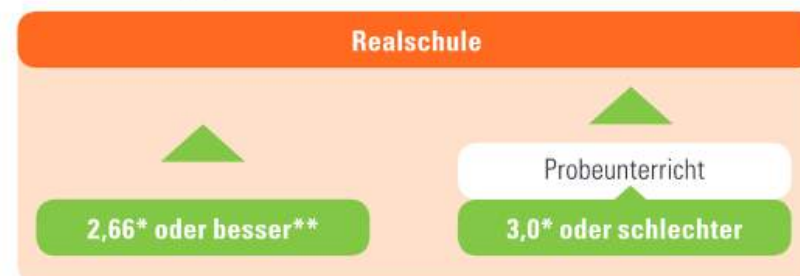 Realschule
Probeunterricht
2,66* oder besser**
3,0* oder schlechter